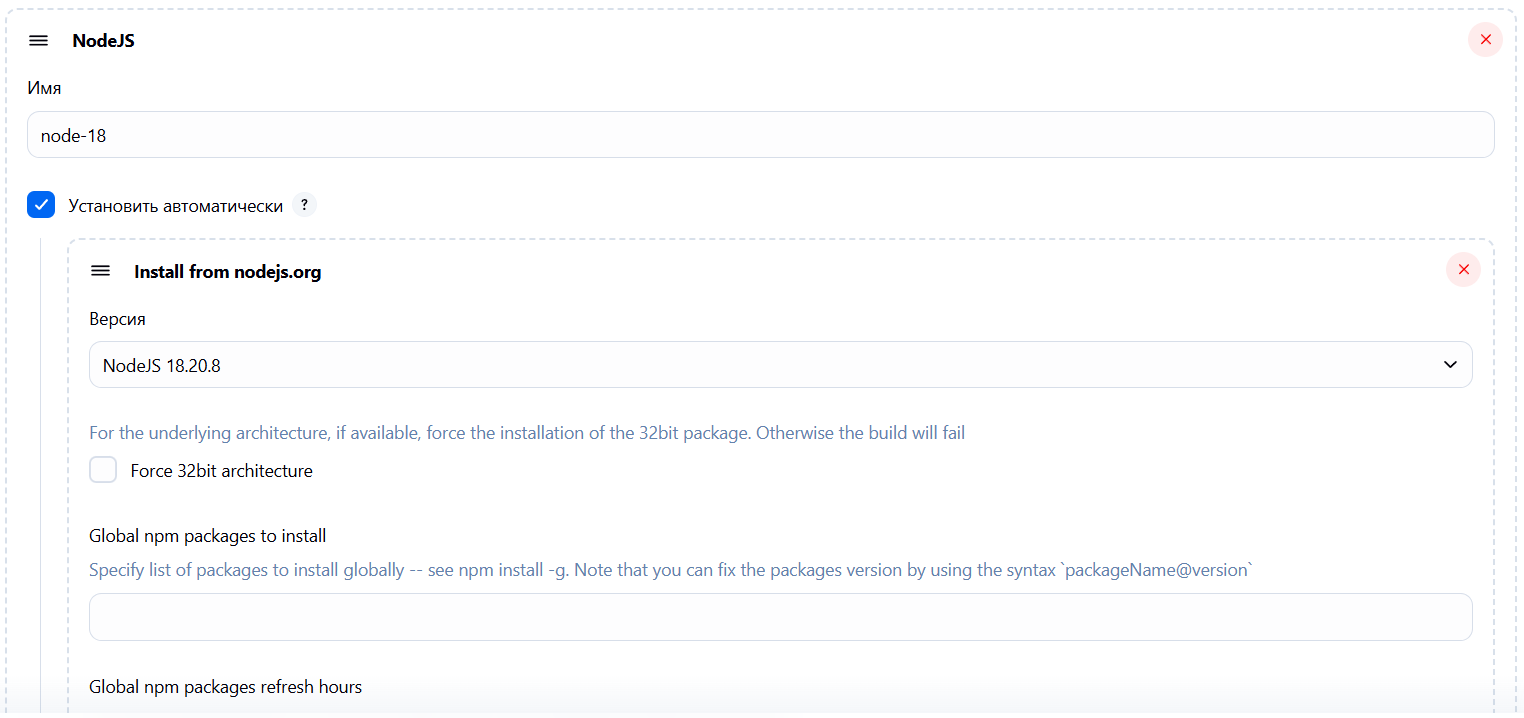 NodeJS
Имя
node-18
Установить автоматически ?
Install from nodejs.org
Версия
NodeJS 18.20.8
For the underlying architecture, if available, force the installation of the 32bit package. Otherwise the build will fail
Force 32bit architecture
Global npm packages to install
Specify list of packages to install globally -- see npm install -g. Note that you can fix the packages version by using the syntax `packageName@version`
Global npm packages refresh hours